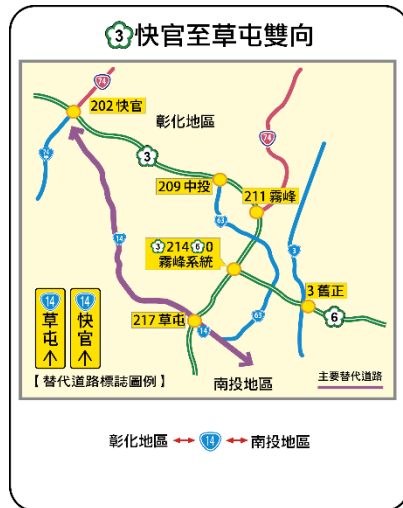 3 快官至草屯雙向
74
202 快官
彰化地區
74
3
209 中投
211 霧峰
63
3
14
3 214 6 0
霧峰系統
3 舊正
6
14 草屯↑
14 快官↑
217 草屯
14
63
【替代道路標誌圖例】
南投地區
主要替代道路
彰化地區 ↔ 14 ↔ 南投地區